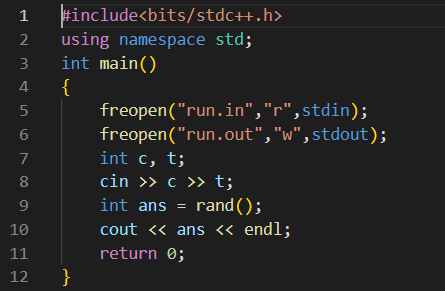 1 #include<bits/stdc++.h>
2 using namespace std;
3 int main()
4 {
5     freopen("run.in","r",stdin);
6     freopen("run.out","w",stdout);
7     int c, t;
8     cin >> c >> t;
9     int ans = rand();
10     cout << ans << endl;
11     return 0;
12 }